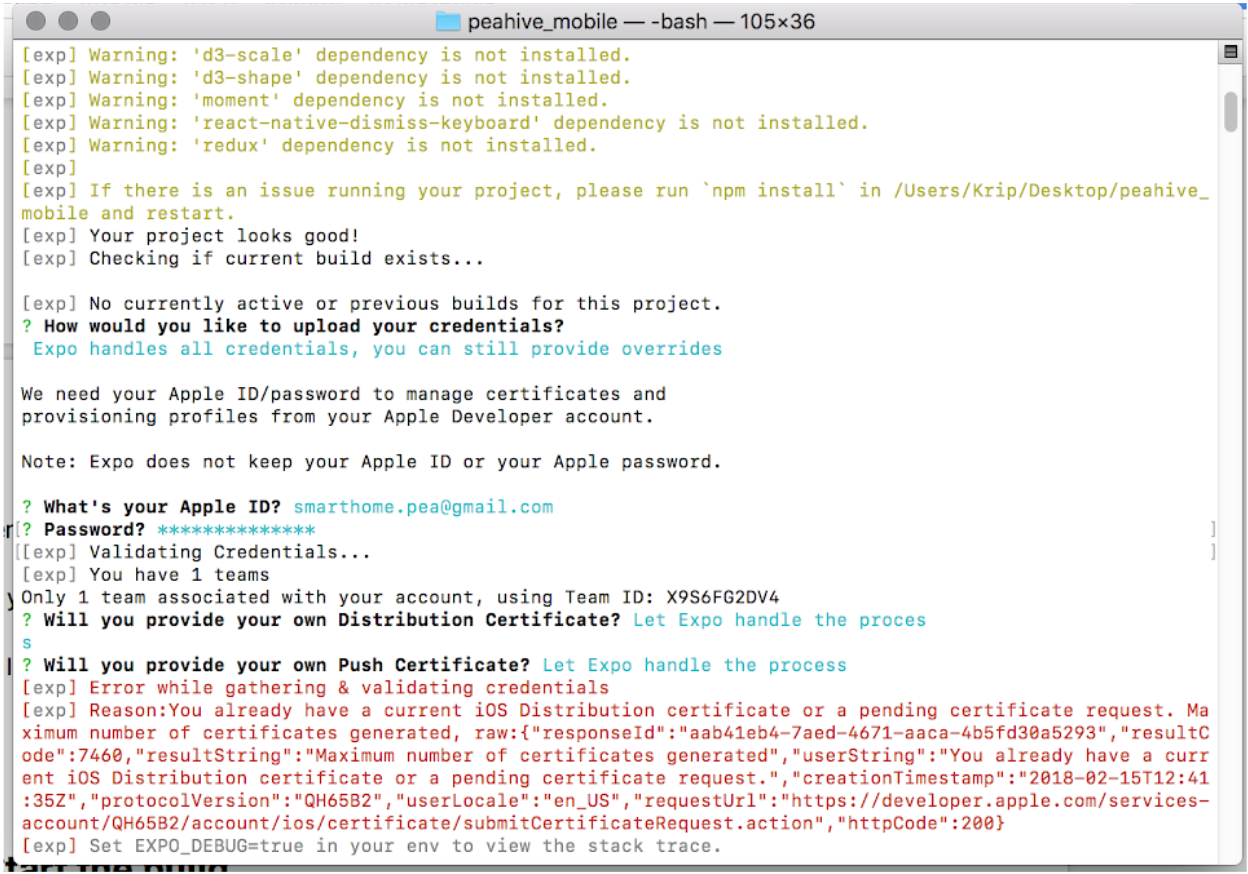 peahive_mobile — -bash — 105×36
[exp] Warning: 'd3-scale' dependency is not installed.
[exp] Warning: 'd3-shape' dependency is not installed.
[exp] Warning: 'moment' dependency is not installed.
[exp] Warning: 'react-native-dismiss-keyboard' dependency is not installed.
[exp] Warning: 'redux' dependency is not installed.
[exp]
[exp] If there is an issue running your project, please run `npm install` in /Users/Krip/Desktop/peahive_
mobile and restart.
[exp] Your project looks good!
[exp] Checking if current build exists...
[exp] No currently active or previous builds for this project.
? How would you like to upload your credentials?
Expo handles all credentials, you can still provide overrides
We need your Apple ID/password to manage certificates and
provisioning profiles from your Apple Developer account.
Note: Expo does not keep your Apple ID or your Apple password.
? What's your Apple ID? smarthome.pea@gmail.com
[? Password? ************** ]
[[exp] Validating Credentials... ]
[exp] You have 1 teams
Only 1 team associated with your account, using Team ID: X9S6FG2DV4
? Will you provide your own Distribution Certificate? Let Expo handle the proces
s
? Will you provide your own Push Certificate? Let Expo handle the process
[exp] Error while gathering & validating credentials
[exp] Reason:You already have a current iOS Distribution certificate or a pending certificate request. Ma
ximum number of certificates generated, raw:{"responseId":"aab41eb4-7aed-4671-aaca-4b5fd30a5293","resultC
ode":7460,"resultString":"Maximum number of certificates generated","userString":"You already have a curr
ent iOS Distribution certificate or a pending certificate request.","creationTimestamp":"2018-02-15T12:41
:35Z","protocolVersion":"QH65B2","userLocale":"en_US","requestUrl":"https://developer.apple.com/services-
account/QH65B2/account/ios/certificate/submitCertificateRequest.action","httpCode":200}
[exp] Set EXPO_DEBUG=true in your env to view the stack trace.